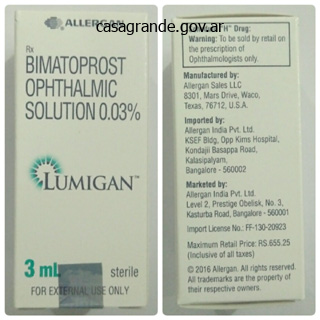 casagrande.gov.ar
ALLERGAN
Rx
BIMATOPROST
OPHTHALMIC
SOLUTION 0.03%
LUMIGAN™
3 mL
sterile
FOR EXTERNAL USE ONLY
Drug:
Warning: To be sold by retail on
the prescription of
Ophthalmologists only.
Manufactured by:
Allergan Sales LLC
8301, Mars Drive, Waco,
Texas, 76712, U.S.A.
Imported by:
Allergan India Pvt. Ltd.
KSEF Bldg, Opp Kims Hospital,
Kondaji Basappa Road,
Kalasipalyam,
Bangalore - 560002
Marketed by:
Allergan India Pvt. Ltd.
Level 2, Prestige Obelisk, No. 3,
Kasturba Road, Bangalore - 560001
Import License No.: FF-130-20923
Maximum Retail Price: RS.655.25
(Inclusive of all taxes)
© 2016 Allergan. All rights reserved.
All trademarks are the property of
their respective owners.